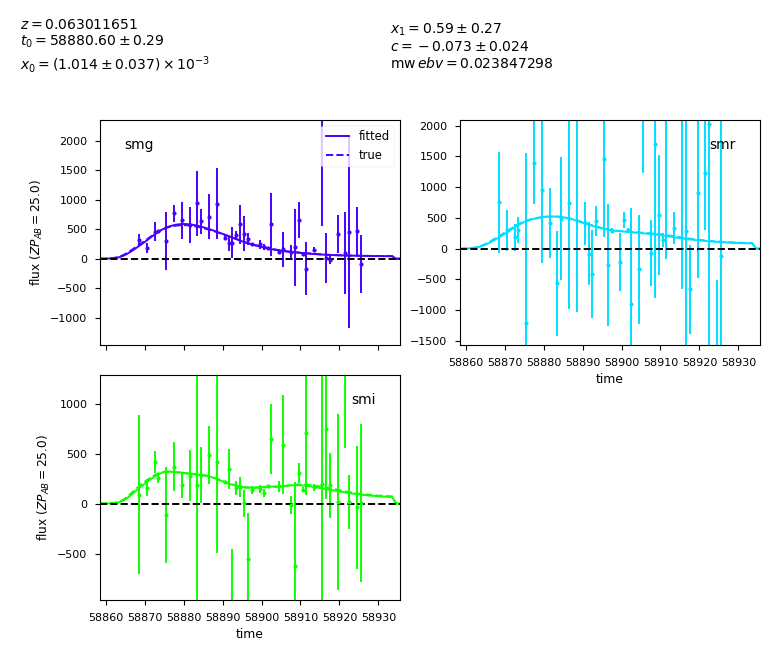 z = 0.063011651
t₀ = 58880.60 ± 0.29
x₀ = (1.014 ± 0.037) × 10⁻³
x₁ = 0.59 ± 0.27
c = −0.073 ± 0.024
mw ebv = 0.023847298
smg
fitted
true
2000
1500
1000
500
0
−500
−1000
flux (ZP_AB = 25.0)
smr
2000
1500
1000
500
0
−500
−1000
−1500
58860 58870 58880 58890 58900 58910 58920 58930
time
smi
1000
500
0
−500
flux (ZP_AB = 25.0)
58860 58870 58880 58890 58900 58910 58920 58930
time